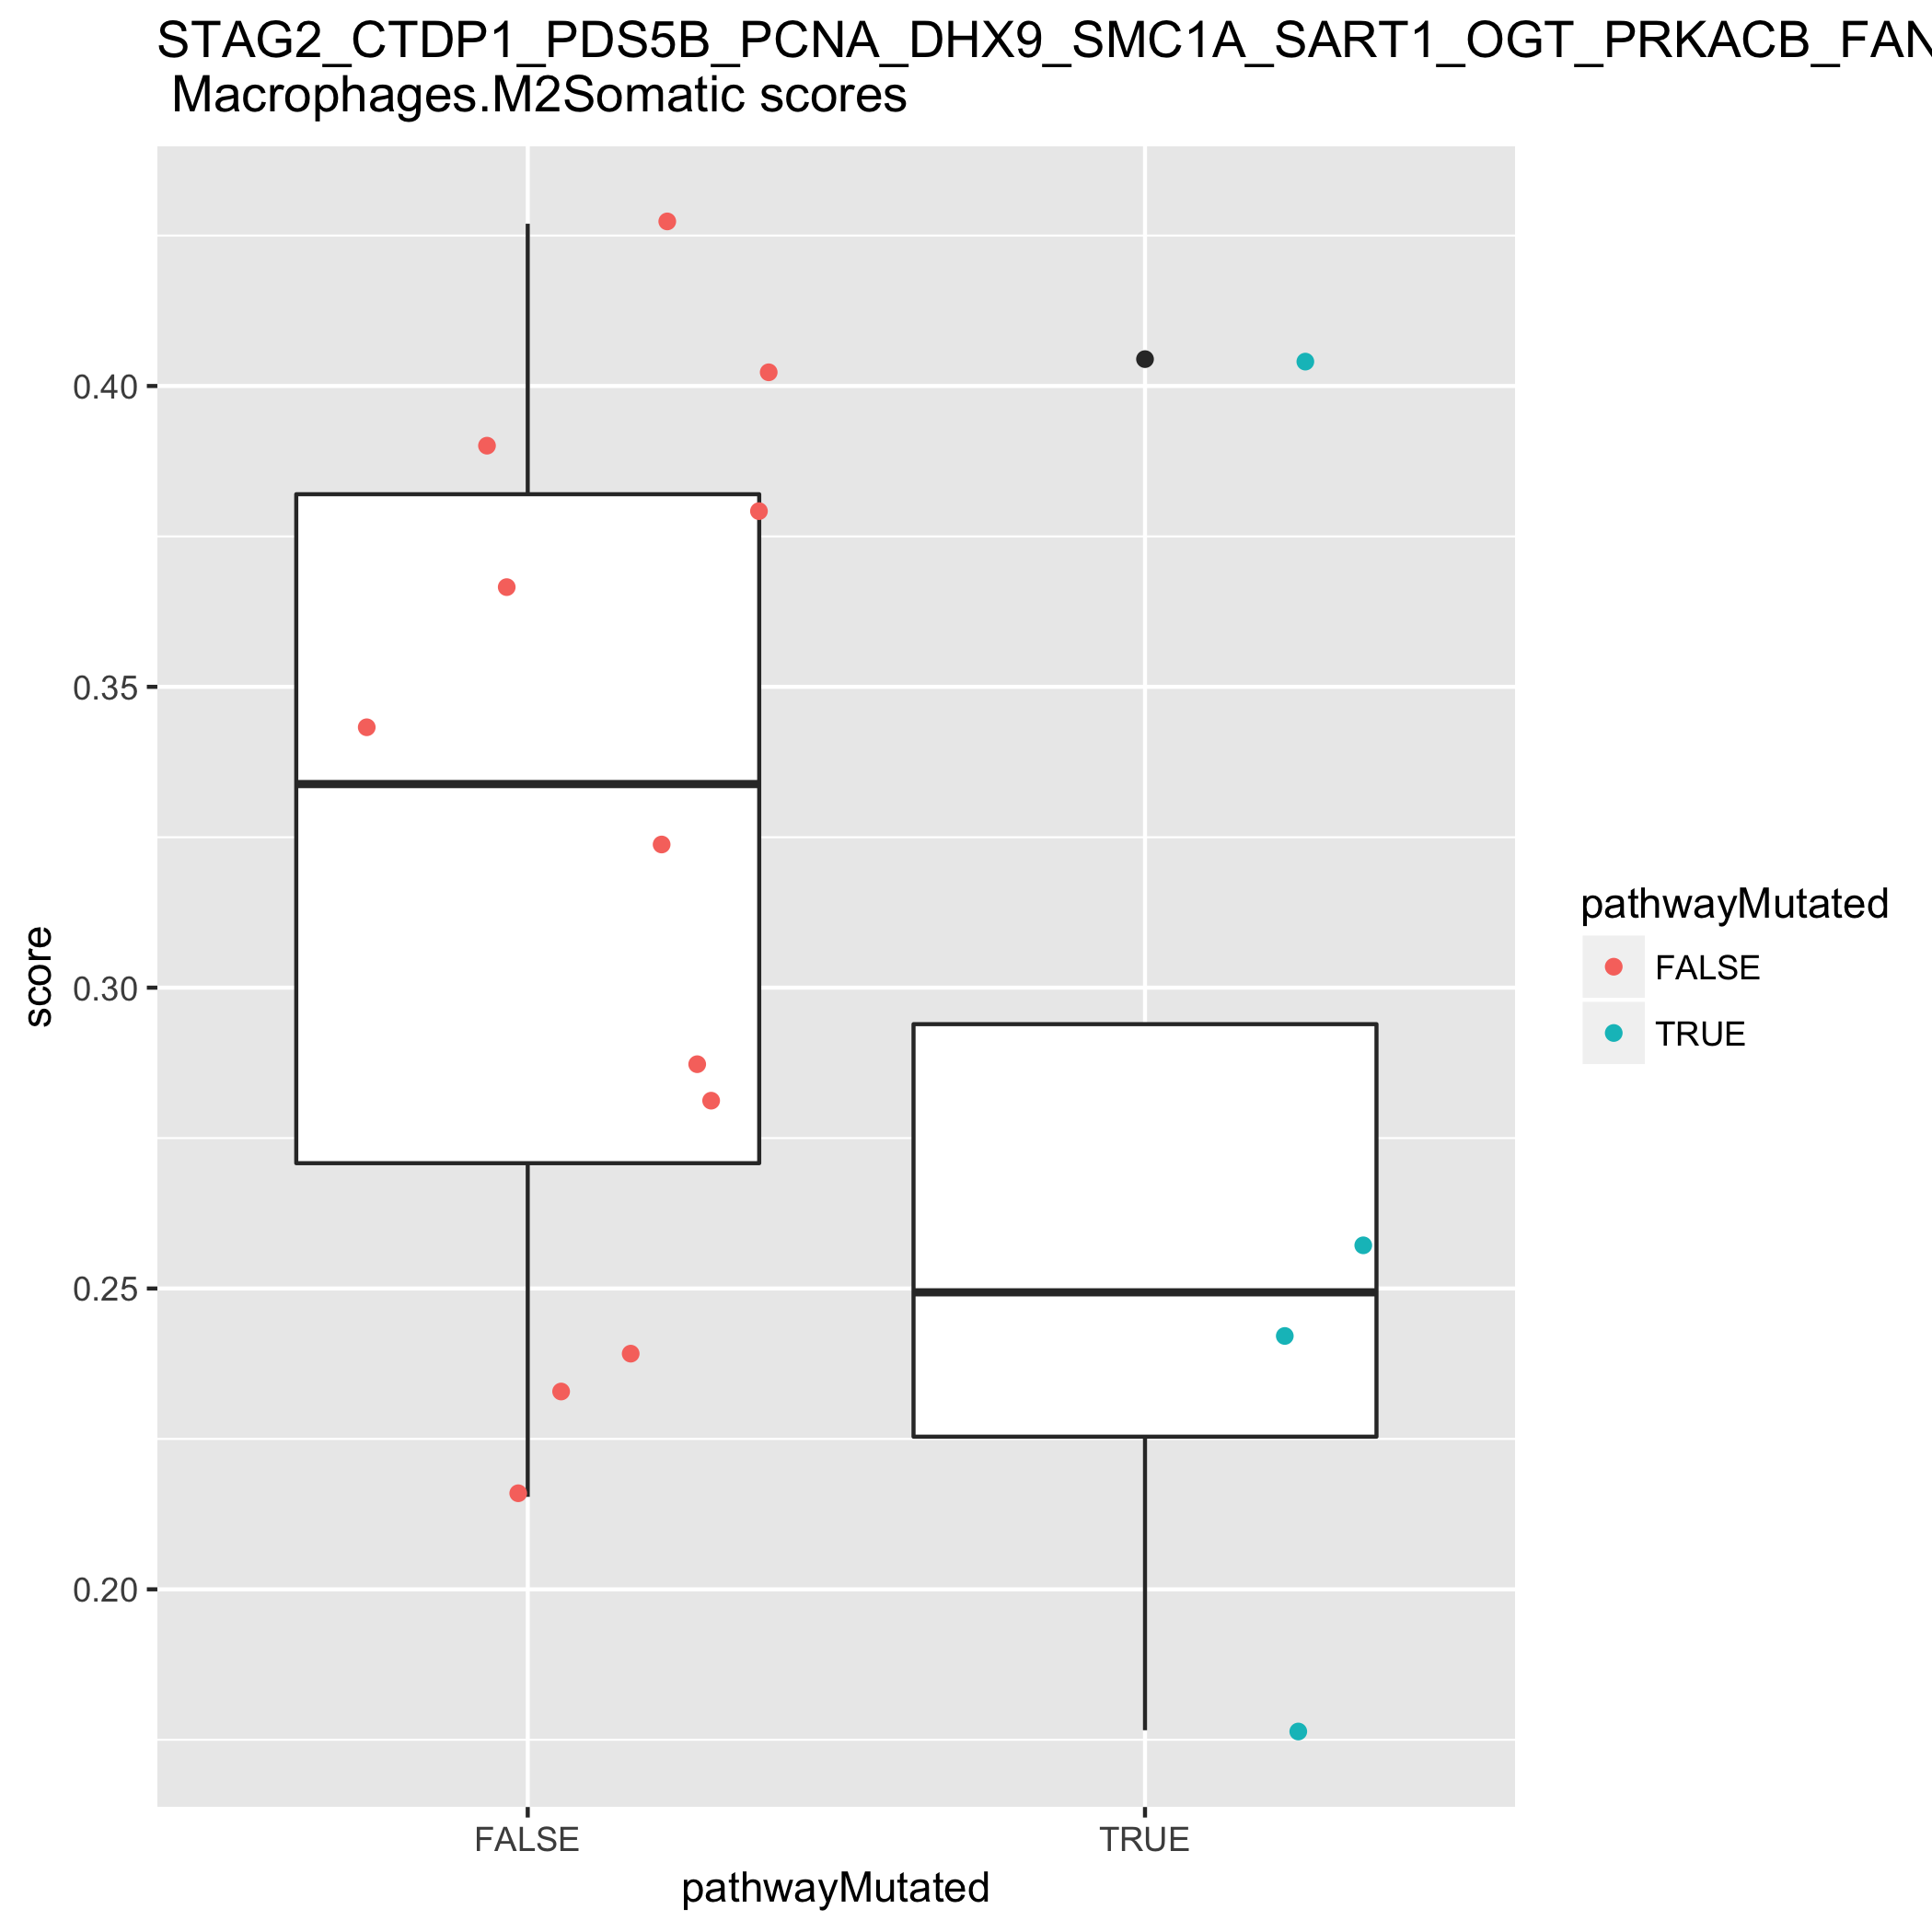 STAG2_CTDP1_PDS5B_PCNA_DHX9_SMC1A_SART1_OGT_PRKACB_FAN
Macrophages.M2Somatic scores
0.40
0.35
0.30
0.25
0.20
score
FALSE
TRUE
pathwayMutated
pathwayMutated
FALSE
TRUE